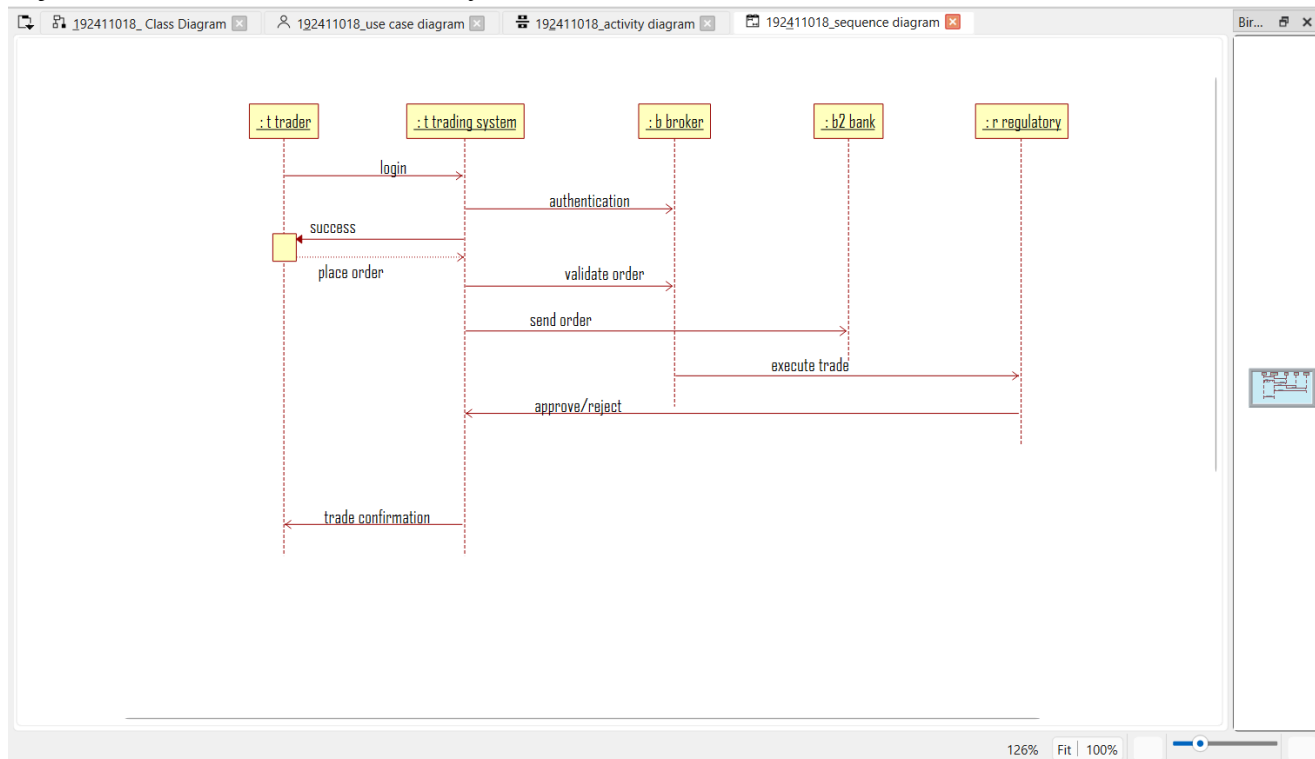 192411018_ Class Diagram
192411018_use case diagram
192411018_activity diagram
192411018_sequence diagram
Bir...
: t trader
: t trading system
: b broker
: b2 bank
: r regulatory
login
authentication
success
place order
validate order
send order
execute trade
approve/reject
trade confirmation
126%
Fit
100%